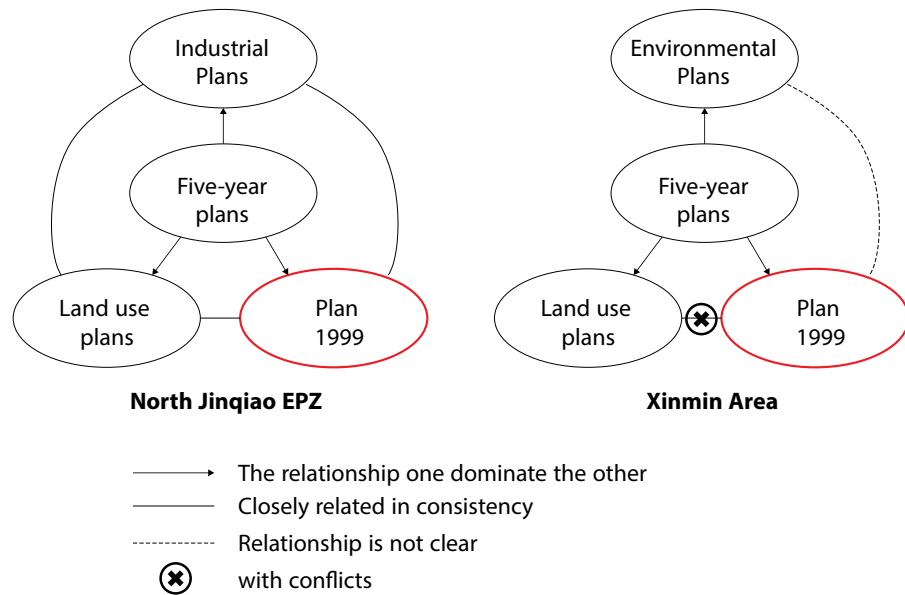 Industrial
Plans
Five-year
plans
Land use
plans
Plan
1999
North Jinqiao EPZ
Environmental
Plans
Five-year
plans
Land use
plans
Plan
1999
Xinmin Area
The relationship one dominate the other
Closely related in consistency
Relationship is not clear
with conflicts